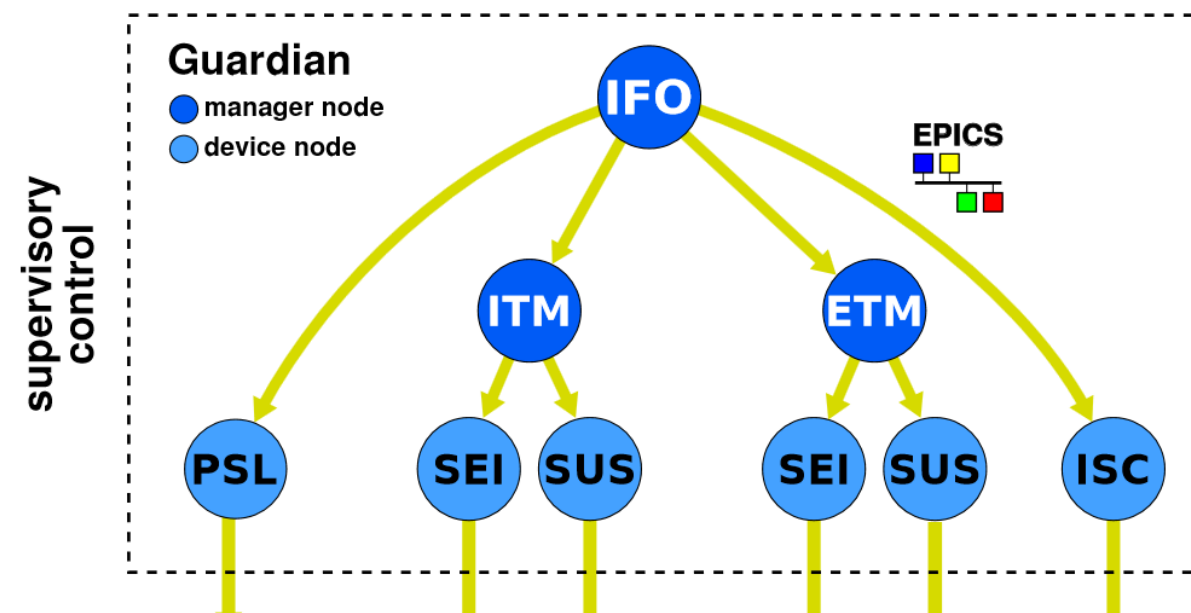 Guardian
manager node
device node
IFO
EPICS
supervisory
control
ITM
ETM
PSL
SEI
SUS
SEI
SUS
ISC